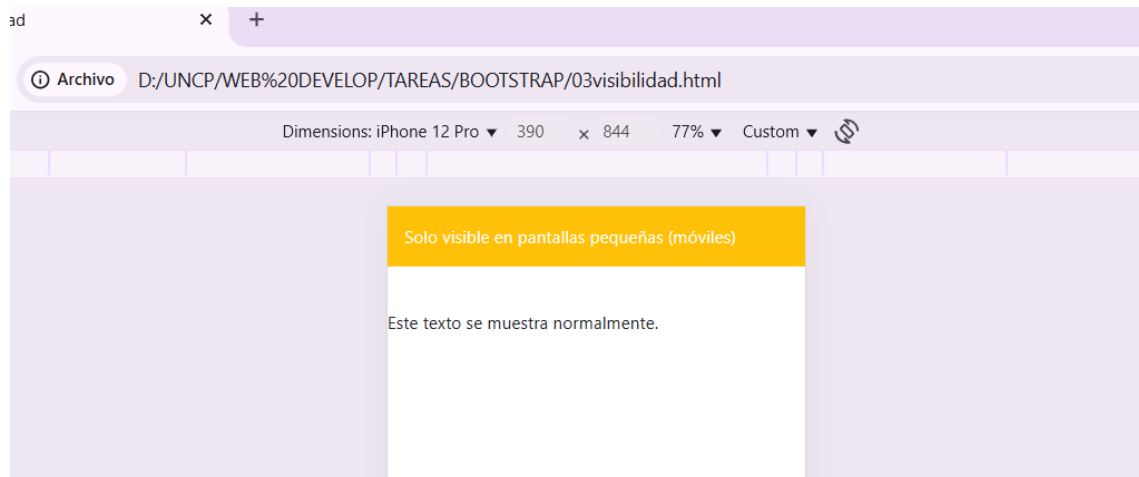 ad × +
Archivo D:/UNCP/WEB%20DEVELOP/TAREAS/BOOTSTRAP/03visibilidad.html
Dimensions: iPhone 12 Pro ▼ 390 × 844 77% ▼ Custom ▼
Solo visible en pantallas pequeñas (móviles)
Este texto se muestra normalmente.